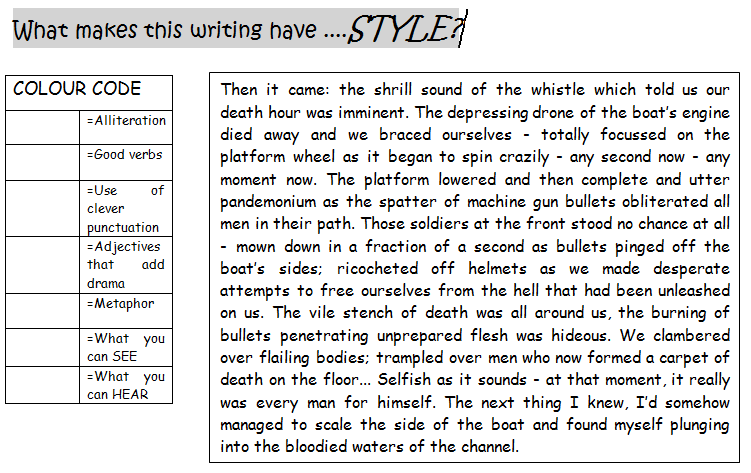 What makes this writing have ....STYLE?
COLOUR CODE
=Alliteration
=Good verbs
=Use of
clever
punctuation
=Adjectives
that add
drama
=Metaphor
=What you
can SEE
=What you
can HEAR
Then it came: the shrill sound of the whistle which told us our
death hour was imminent. The depressing drone of the boat's engine
died away and we braced ourselves - totally focussed on the
platform wheel as it began to spin crazily - any second now - any
moment now. The platform lowered and then complete and utter
pandemonium as the spatter of machine gun bullets obliterated all
men in their path. Those soldiers at the front stood no chance at all
- mown down in a fraction of a second as bullets pinged off the
boat's sides; ricocheted off helmets as we made desperate
attempts to free ourselves from the hell that had been unleashed
on us. The vile stench of death was all around us, the burning of
bullets penetrating unprepared flesh was hideous. We clambered
over flailing bodies; trampled over men who now formed a carpet of
death on the floor... Selfish as it sounds - at that moment, it really
was every man for himself. The next thing I knew, I'd somehow
managed to scale the side of the boat and found myself plunging
into the bloodied waters of the channel.